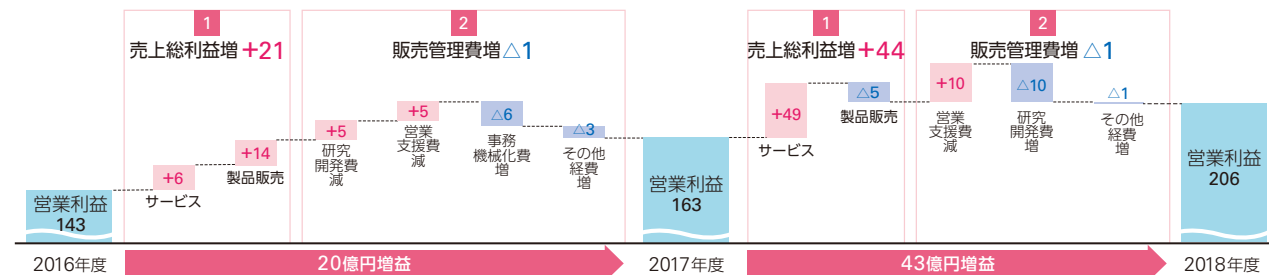 1
売上総利益増+21
2
販売管理費増△1
1
売上総利益増+44
2
販売管理費増△1
営業利益
143
+6
サービス
+14
製品販売
+5
研究
開発費
減
+5
営業
支援費
減
△6
事務
機械化費
増
△3
その他
経費
増
営業利益
163
+49
サービス
△5
製品販売
+10
営業
支援費
減
△10
研究
開発費
増
△1
その他
経費
増
営業利益
206
2016年度
20億円増益
2017年度
43億円増益
2018年度